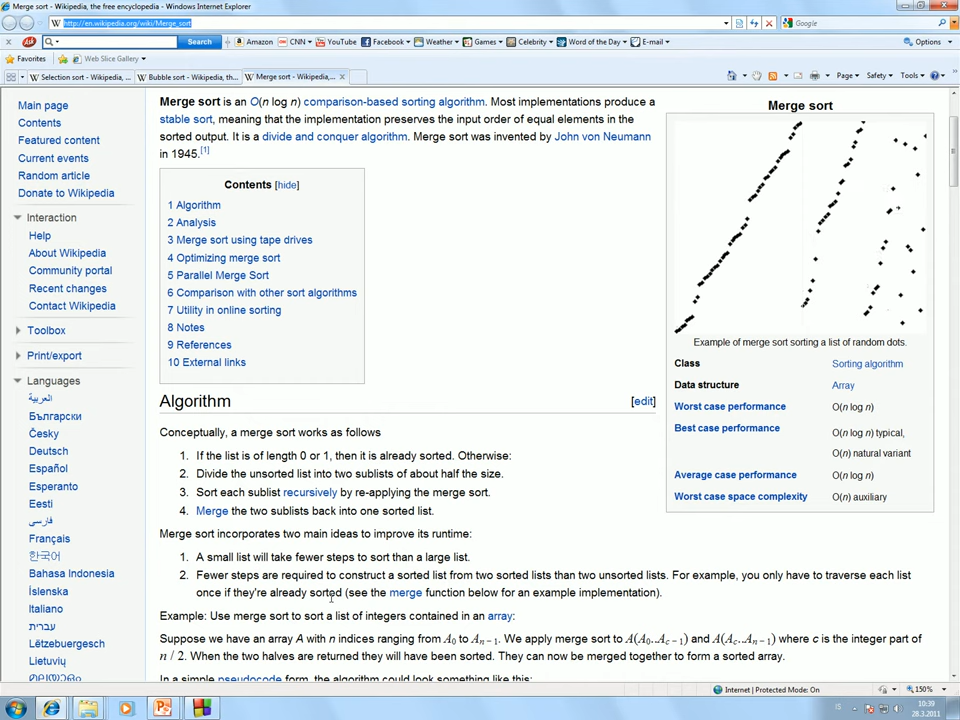 Merge sort - Wikipedia, the free encyclopedia - Windows Internet Explorer
http://en.wikipedia.org/wiki/Merge_sort
Google
Ask
Search
Amazon
CNN
YouTube
Facebook
Weather
Games
Celebrity
Word of the Day
E-mail
Options
Favorites
Web Slice Gallery
Selection sort - Wikipedia, ...
Bubble sort - Wikipedia, th...
Merge sort - Wikipedia,...
Page
Safety
Tools
Main page
Contents
Featured content
Current events
Random article
Donate to Wikipedia
Interaction
Help
About Wikipedia
Community portal
Recent changes
Contact Wikipedia
Toolbox
Print/export
Languages
العربية
Български
Česky
Deutsch
Español
Esperanto
Eesti
فارسی
Français
한국어
Bahasa Indonesia
Íslenska
Italiano
עברית
Lëtzebuergesch
Lietuvių
മലയാളം
Merge sort is an O(n log n) comparison-based sorting algorithm. Most implementations produce a
stable sort, meaning that the implementation preserves the input order of equal elements in the
sorted output. It is a divide and conquer algorithm. Merge sort was invented by John von Neumann
in 1945.[1]
Contents [hide]
1 Algorithm
2 Analysis
3 Merge sort using tape drives
4 Optimizing merge sort
5 Parallel Merge Sort
6 Comparison with other sort algorithms
7 Utility in online sorting
8 Notes
9 References
10 External links
Algorithm [edit]
Conceptually, a merge sort works as follows
1. If the list is of length 0 or 1, then it is already sorted. Otherwise:
2. Divide the unsorted list into two sublists of about half the size.
3. Sort each sublist recursively by re-applying the merge sort.
4. Merge the two sublists back into one sorted list.
Merge sort incorporates two main ideas to improve its runtime:
1. A small list will take fewer steps to sort than a large list.
2. Fewer steps are required to construct a sorted list from two sorted lists than two unsorted lists. For example, you only have to traverse each list
once if they're already sorted (see the merge function below for an example implementation).
Example: Use merge sort to sort a list of integers contained in an array:
Suppose we have an array A with n indices ranging from A0 to An − 1. We apply merge sort to A(A0..Ac − 1) and A(Ac..An − 1) where c is the integer part of
n / 2. When the two halves are returned they will have been sorted. They can now be merged together to form a sorted array.
In a simple pseudocode form, the algorithm could look something like this:
Merge sort
Example of merge sort sorting a list of random dots.
Class Sorting algorithm
Data structure Array
Worst case performance O(n log n)
Best case performance O(n log n) typical,
O(n) natural variant
Average case performance O(n log n)
Worst case space complexity O(n) auxiliary
Internet | Protected Mode: On
150%
IS
10:39
28.3.2011